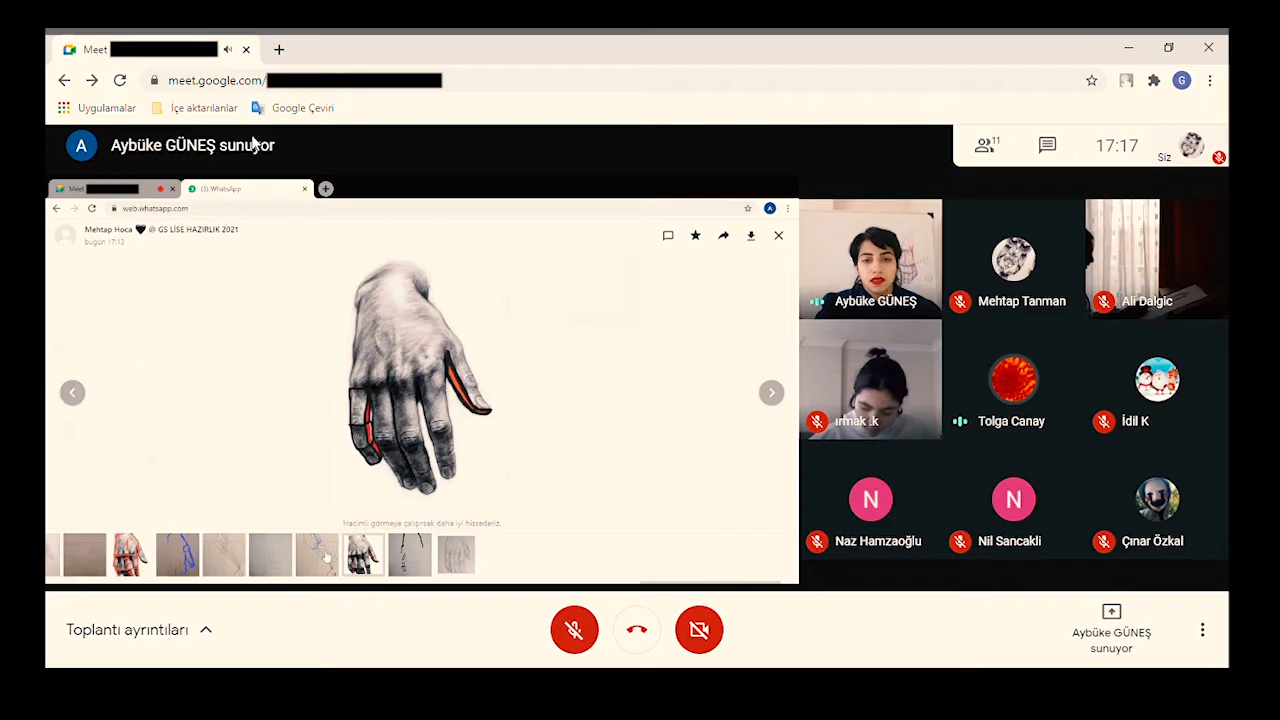 Meet
meet.google.com/
Uygulamalar İçe aktarılanlar Google Çeviri
A Aybüke GÜNEŞ sunuyor
11 17:17
Siz
Meet (3) WhatsApp
web.whatsapp.com A
Mehtap Hoca 🖤 @ GS LİSE HAZIRLIK 2021
bugün 17:13
Hacimli görmeye çalışırsak daha iyi hissederiz.
Aybüke GÜNEŞ
Mehtap Tanman
Ali Dalgic
ırmak .k
Tolga Canay
İdil K
N
Naz Hamzaoğlu
N
Nil Sancakli
Çınar Özkal
Toplantı ayrıntıları
Aybüke GÜNEŞ
sunuyor
G